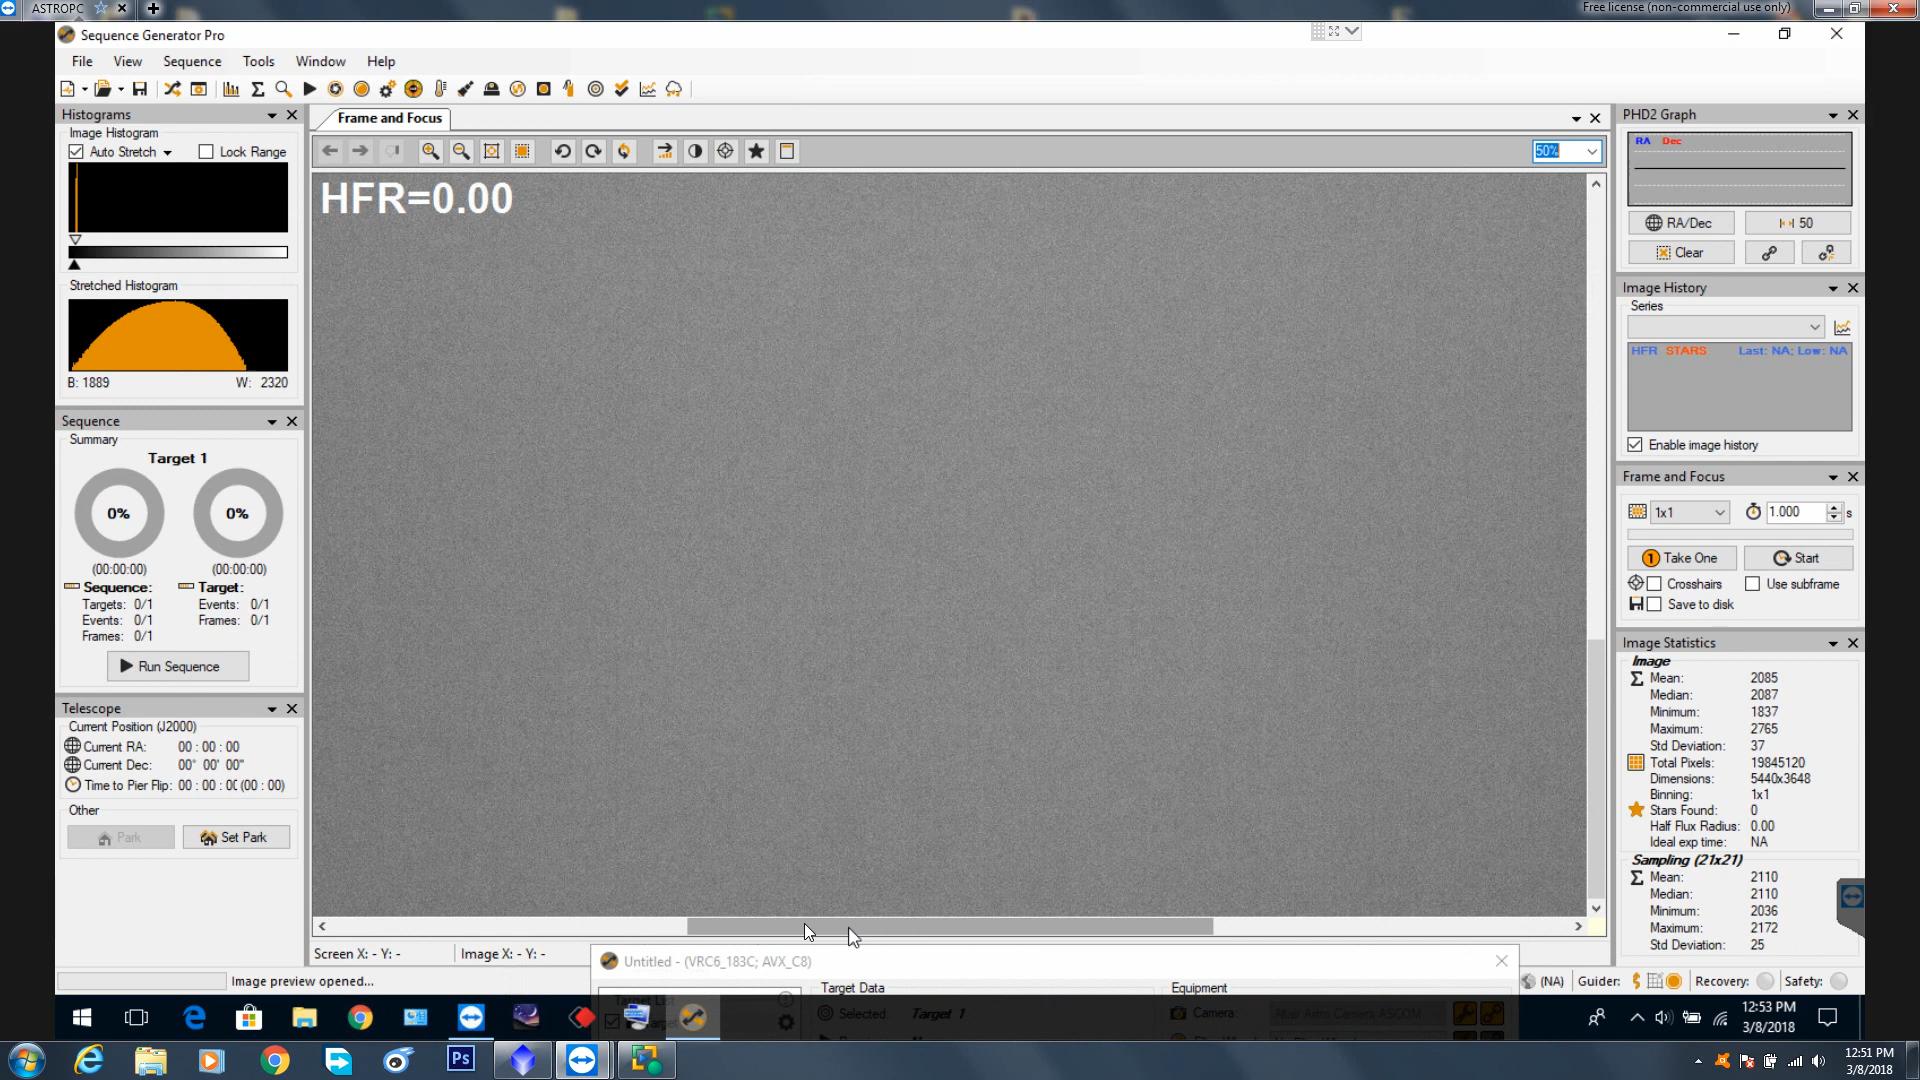 ASTROPC
Free license (non-commercial use only)
Sequence Generator Pro
File View Sequence Tools Window Help
Histograms
Image Histogram
Auto Stretch Lock Range
Stretched Histogram
B: 1889 W: 2320
Sequence
Summary
Target 1
0% 0%
(00:00:00) (00:00:00)
Sequence: Target:
Targets: 0/1 Events: 0/1
Events: 0/1 Frames: 0/1
Frames: 0/1
Run Sequence
Telescope
Current Position (J2000)
Current RA: 00 : 00 : 00
Current Dec: 00° 00' 00"
Time to Pier Flip: 00 : 00 : 0( (00 : 00)
Other
Park Set Park
Frame and Focus
50%
HFR=0.00
Screen X: - Y: - Image X: - Y: -
Image preview opened...
Untitled - (VRC6_183C; AVX_C8)
Target List
Target Data
Selected: Target 1
Equipment
Camera: Altair Astro Camera ASCOM
PHD2 Graph
RA Dec
RA/Dec 50
Clear
Image History
Series
HFR STARS Last: NA; Low: NA
Enable image history
Frame and Focus
1x1 1.000 s
Take One Start
Crosshairs Use subframe
Save to disk
Image Statistics
Image
Mean: 2085
Median: 2087
Minimum: 1837
Maximum: 2765
Std Deviation: 37
Total Pixels: 19845120
Dimensions: 5440x3648
Binning: 1x1
Stars Found: 0
Half Flux Radius: 0.00
Ideal exp time: NA
Sampling (21x21)
Mean: 2110
Median: 2110
Minimum: 2036
Maximum: 2172
Std Deviation: 25
(NA) Guider: Recovery: Safety:
12:53 PM
3/8/2018
Ps
12:51 PM
3/8/2018